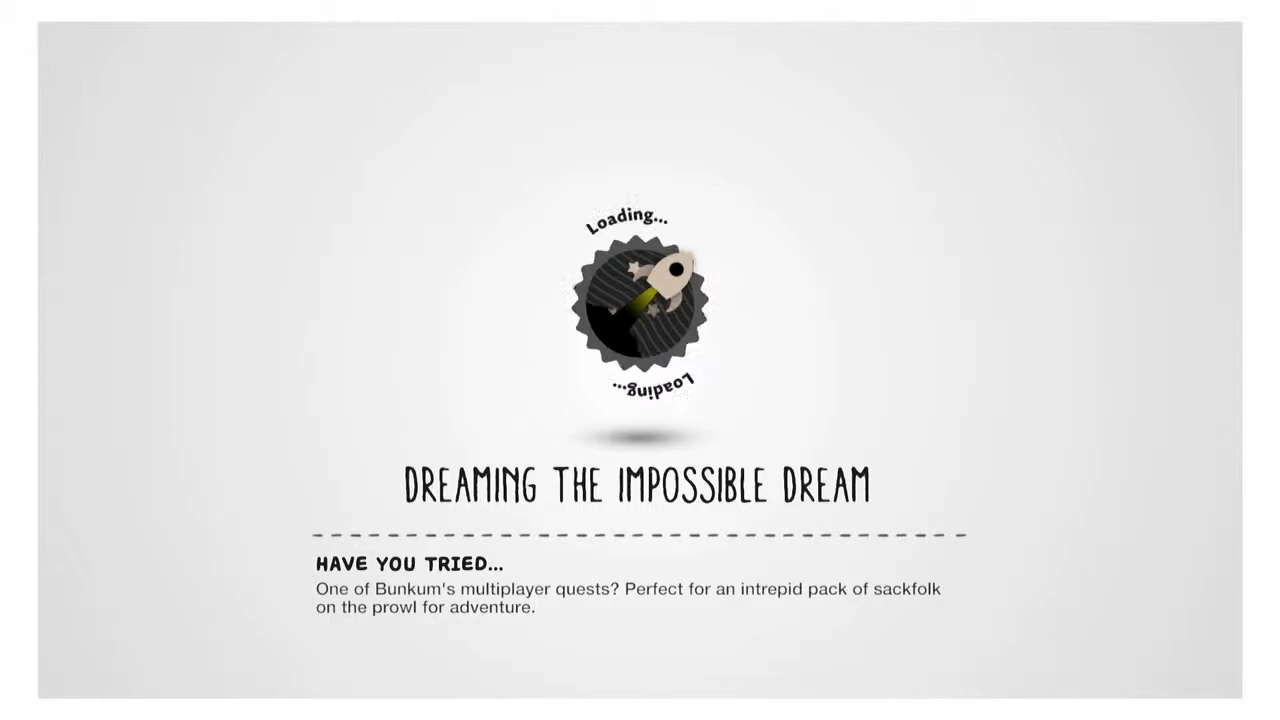 Loading...
Loading...
DREAMING THE IMPOSSIBLE DREAM
HAVE YOU TRIED...
One of Bunkum's multiplayer quests? Perfect for an intrepid pack of sackfolk
on the prowl for adventure.